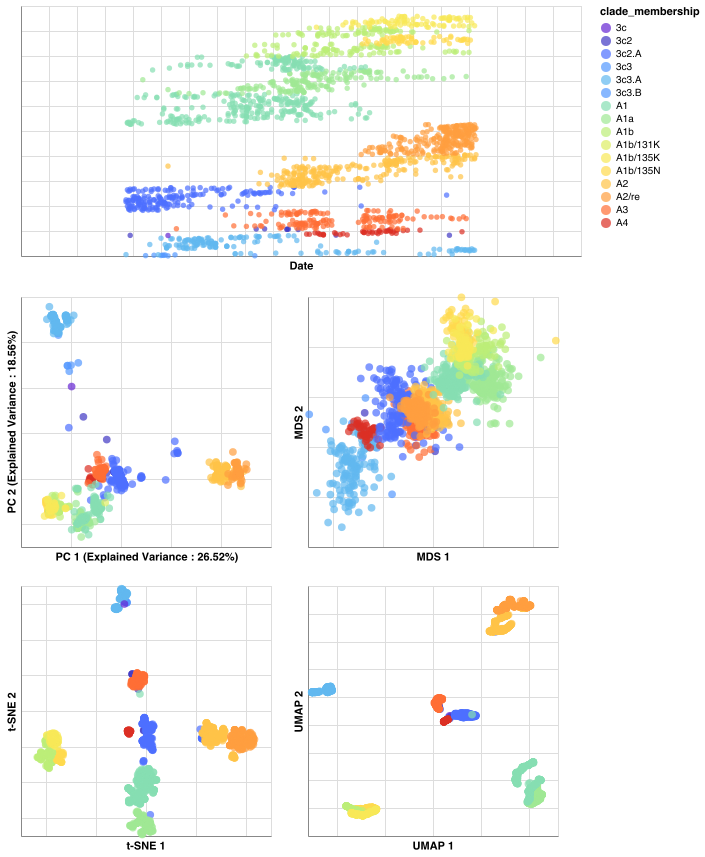 clade_membership
3c
3c2
3c2.A
3c3
3c3.A
3c3.B
A1
A1a
A1b
A1b/131K
A1b/135K
A1b/135N
A2
A2/re
A3
A4
Date
PC 2 (Explained Variance : 18.56%)
PC 1 (Explained Variance : 26.52%)
MDS 2
MDS 1
t-SNE 2
t-SNE 1
UMAP 2
UMAP 1